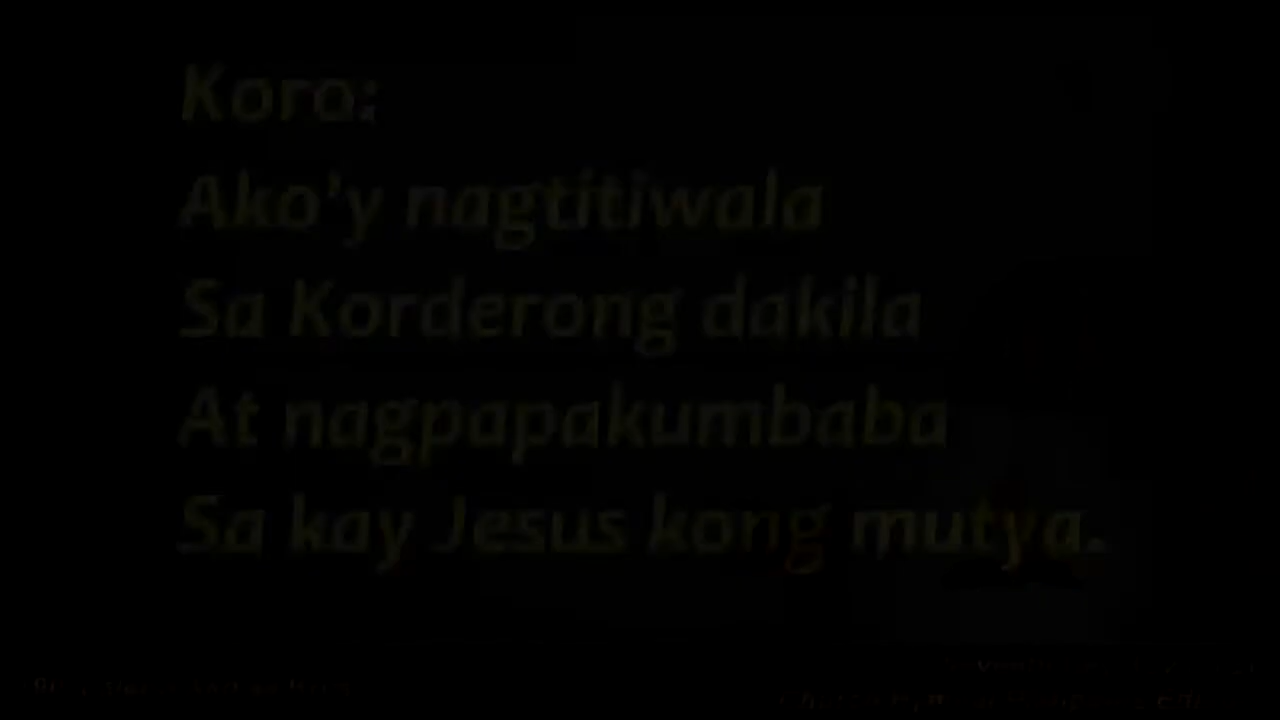 Koro:
Ako'y nagtitiwala
Sa Korderong dakila
At nagpapakumbaba
Sa kay Jesus kong mutya.